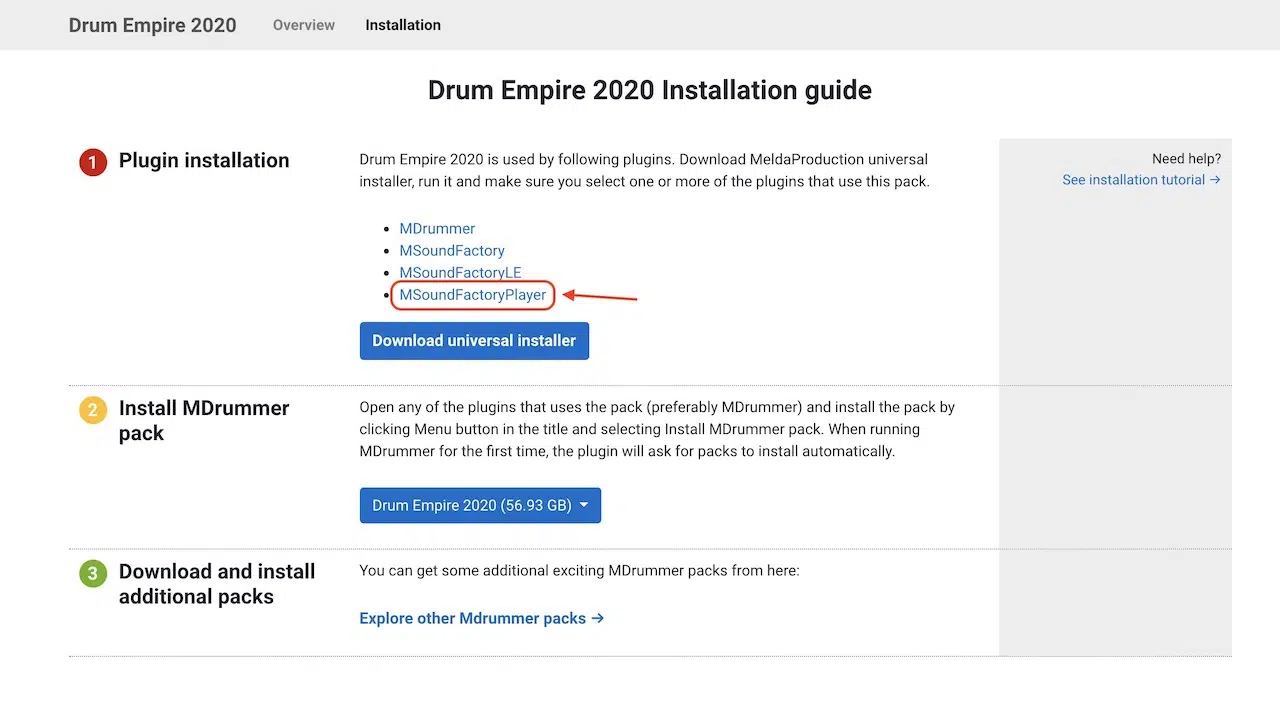 Drum Empire 2020 Overview Installation
Drum Empire 2020 Installation guide
1 Plugin installation
Drum Empire 2020 is used by following plugins. Download MeldaProduction universal
installer, run it and make sure you select one or more of the plugins that use this pack.
MDrummer
MSoundFactory
MSoundFactoryLE
MSoundFactoryPlayer
Download universal installer
Need help?
See installation tutorial →
2 Install MDrummer
pack
Open any of the plugins that uses the pack (preferably MDrummer) and install the pack by
clicking Menu button in the title and selecting Install MDrummer pack. When running
MDrummer for the first time, the plugin will ask for packs to install automatically.
Drum Empire 2020 (56.93 GB)
3 Download and install
additional packs
You can get some additional exciting MDrummer packs from here:
Explore other Mdrummer packs →